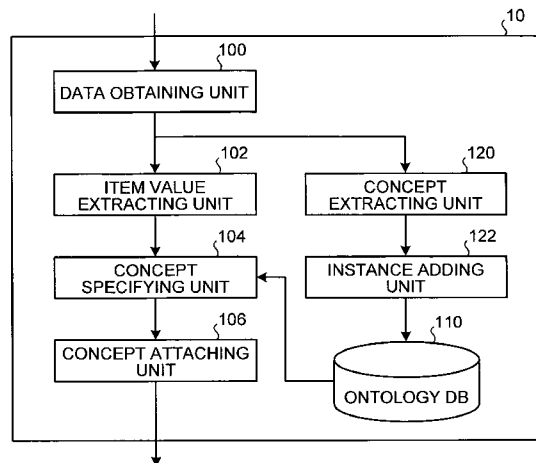 10
100
DATA OBTAINING UNIT
102
ITEM VALUE
EXTRACTING UNIT
120
CONCEPT
EXTRACTING UNIT
104
CONCEPT
SPECIFYING UNIT
122
INSTANCE ADDING
UNIT
106
CONCEPT ATTACHING
UNIT
110
ONTOLOGY DB